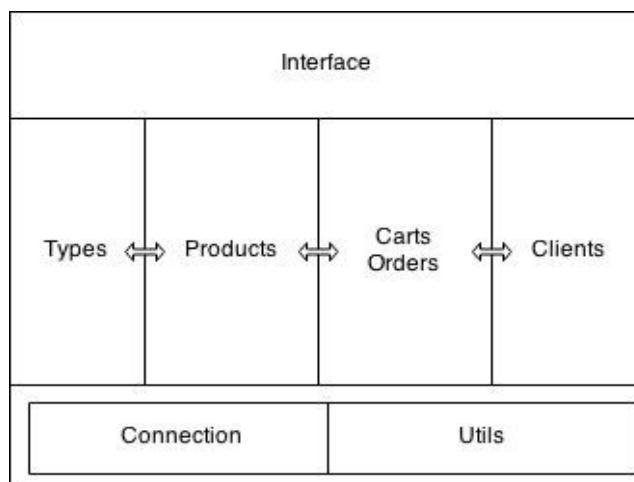 Interface
Types
Products
Carts
Orders
Clients
Connection
Utils